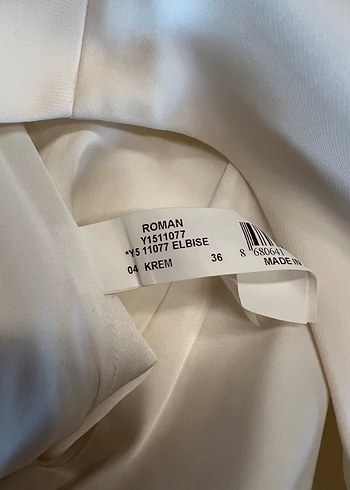 ROMAN
Y1511077
*Y5 11077 ELBISE
04 KREM 36
8 680641
MADE IN